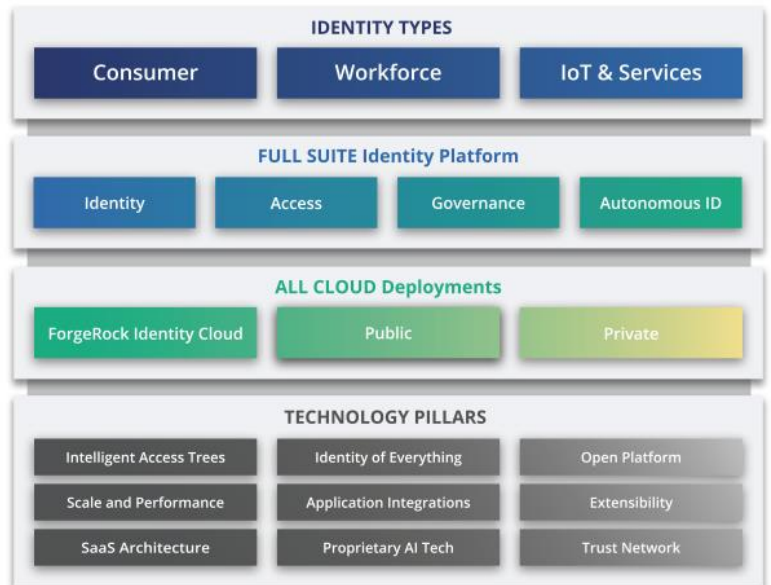 IDENTITY TYPES
Consumer
Workforce
IoT & Services
FULL SUITE Identity Platform
Identity
Access
Governance
Autonomous ID
ALL CLOUD Deployments
ForgeRock Identity Cloud
Public
Private
TECHNOLOGY PILLARS
Intelligent Access Trees
Identity of Everything
Open Platform
Scale and Performance
Application Integrations
Extensibility
SaaS Architecture
Proprietary AI Tech
Trust Network